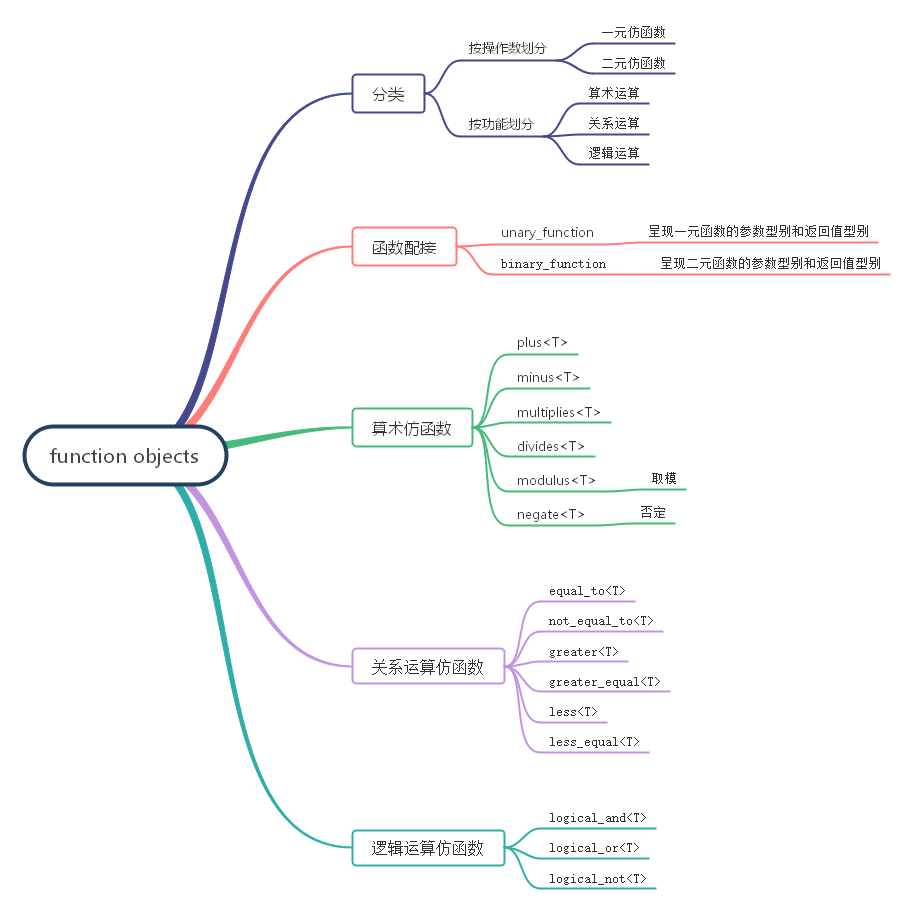 function objects
分类
按操作数划分
一元仿函数
二元仿函数
按功能划分
算术运算
关系运算
逻辑运算
函数配接
unary_function
呈现一元函数的参数型别和返回值型别
binary_function
呈现二元函数的参数型别和返回值型别
算术仿函数
plus<T>
minus<T>
multiplies<T>
divides<T>
modulus<T>
取模
negate<T>
否定
关系运算仿函数
equal_to<T>
not_equal_to<T>
greater<T>
greater_equal<T>
less<T>
less_equal<T>
逻辑运算仿函数
logical_and<T>
logical_or<T>
logical_not<T>